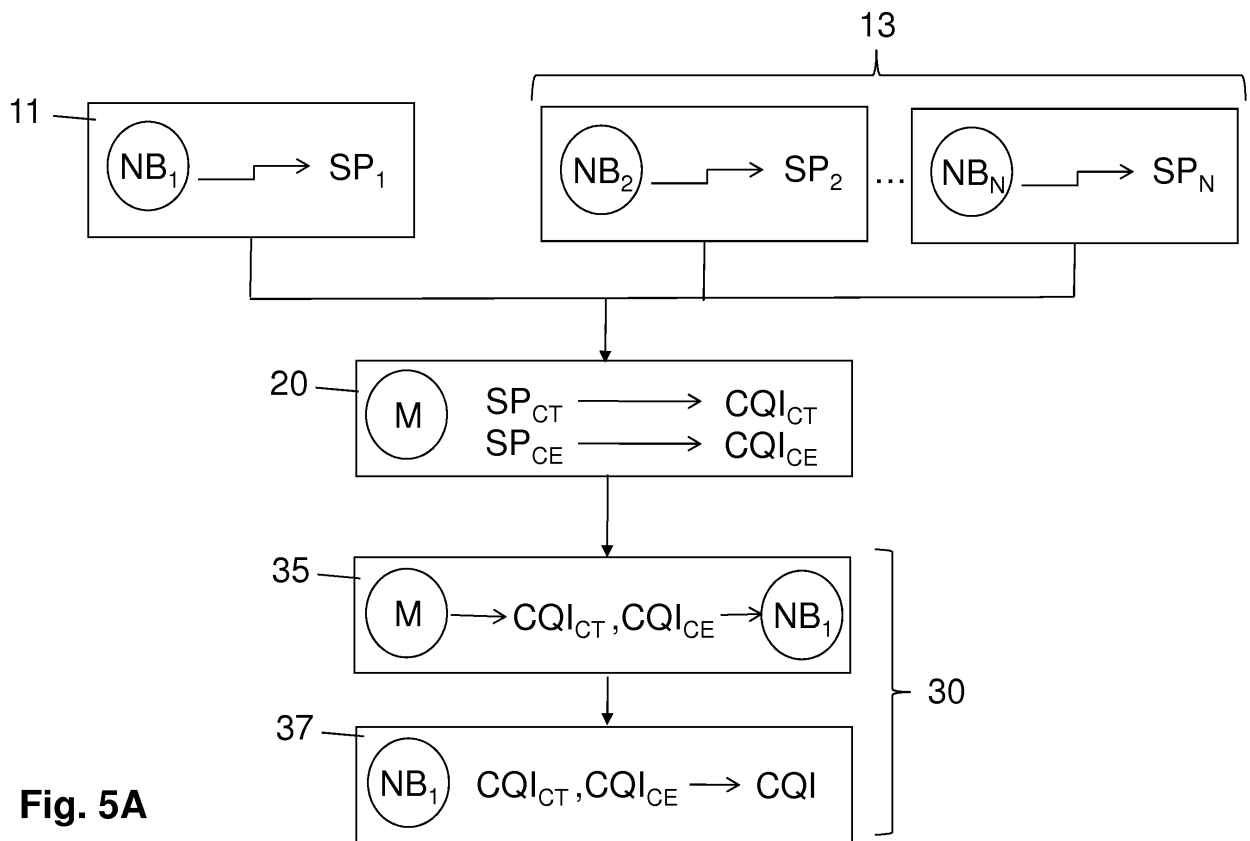 13
11
NB1 SP1
NB2 SP2 ... NBN SPN
20
M SPCT CQICT
SPCE CQICE
35
M CQICT,CQICE NB1
30
37
NB1 CQICT,CQICE CQI
Fig. 5A